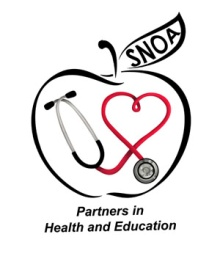 SNOA
Partners in
Health and Education